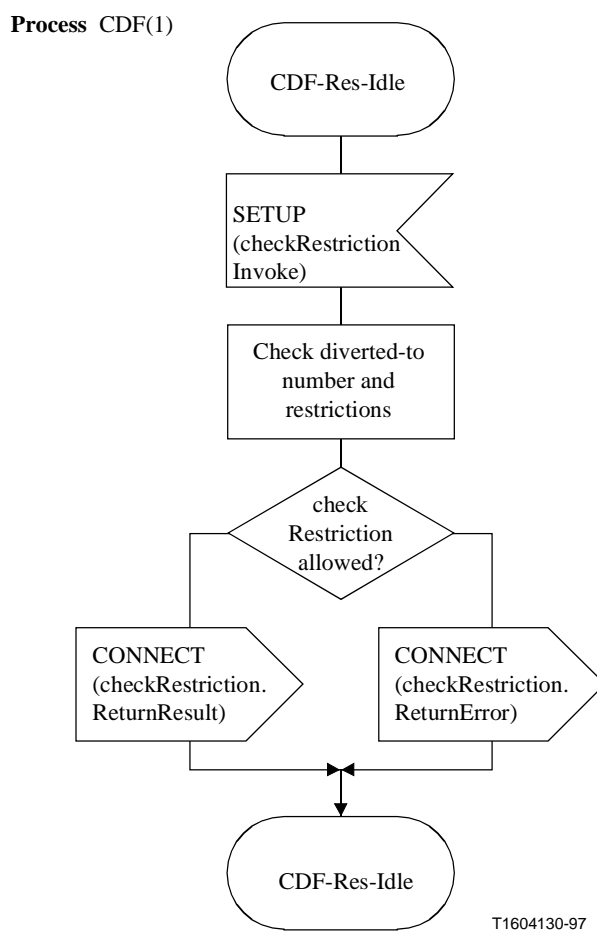 Process CDF(1)
CDF-Res-Idle
SETUP
(checkRestriction
Invoke)
Check diverted-to
number and
restrictions
check
Restriction
allowed?
CONNECT
(checkRestriction.
ReturnResult)
CONNECT
(checkRestriction.
ReturnError)
CDF-Res-Idle
T1604130-97